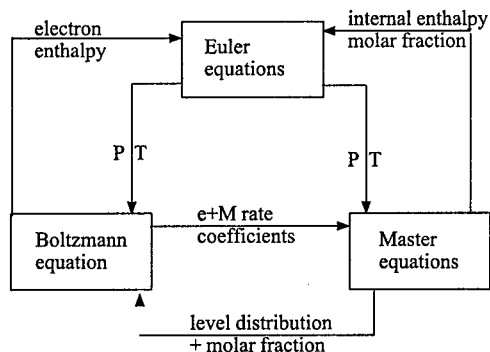 electron
enthalpy
Euler
equations
internal enthalpy
molar fraction
P T
P T
Boltzmann
equation
e+M rate
coefficients
Master
equations
level distribution
+ molar fraction